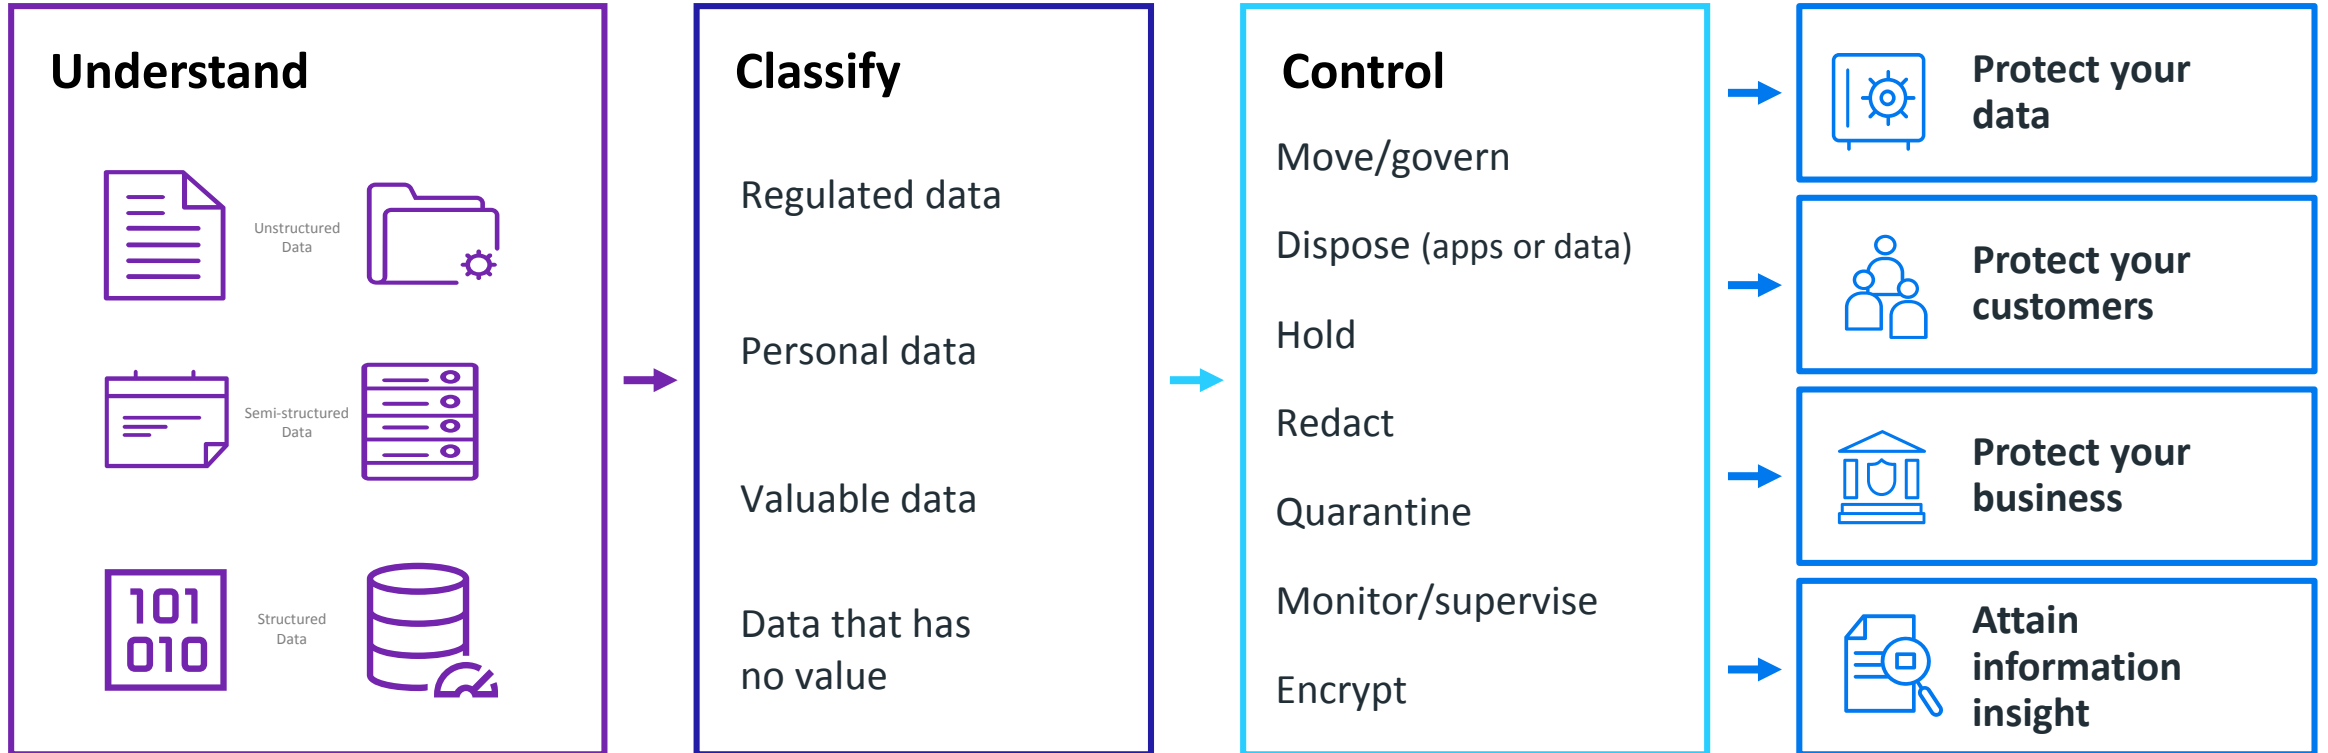 Understand
Unstructured
Data
Semi-structured
Data
101
010
Structured
Data
Classify
Regulated data
Personal data
Valuable data
Data that has
no value
Control
Move/govern
Dispose (apps or data)
Hold
Redact
Quarantine
Monitor/supervise
Encrypt
Protect your
data
Protect your
customers
Protect your
business
Attain
information
insight